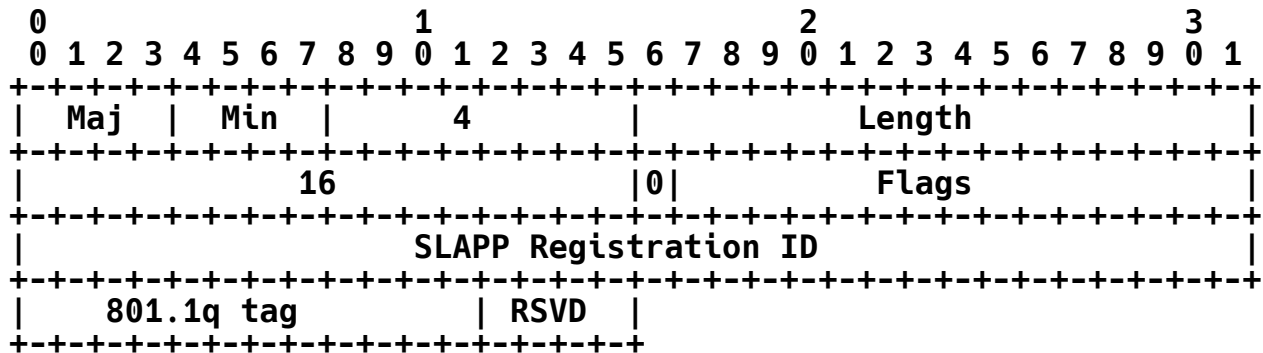 0                   1                   2                   3
 0 1 2 3 4 5 6 7 8 9 0 1 2 3 4 5 6 7 8 9 0 1 2 3 4 5 6 7 8 9 0 1
+-+-+-+-+-+-+-+-+-+-+-+-+-+-+-+-+-+-+-+-+-+-+-+-+-+-+-+-+-+-+-+-+
|  Maj  |  Min  |      4        |           Length              |
+-+-+-+-+-+-+-+-+-+-+-+-+-+-+-+-+-+-+-+-+-+-+-+-+-+-+-+-+-+-+-+-+
|              16               |0|          Flags              |
+-+-+-+-+-+-+-+-+-+-+-+-+-+-+-+-+-+-+-+-+-+-+-+-+-+-+-+-+-+-+-+-+
|                    SLAPP Registration ID                      |
+-+-+-+-+-+-+-+-+-+-+-+-+-+-+-+-+-+-+-+-+-+-+-+-+-+-+-+-+-+-+-+-+
|    801.1q tag         | RSVD  |
+-+-+-+-+-+-+-+-+-+-+-+-+-+-+-+-+